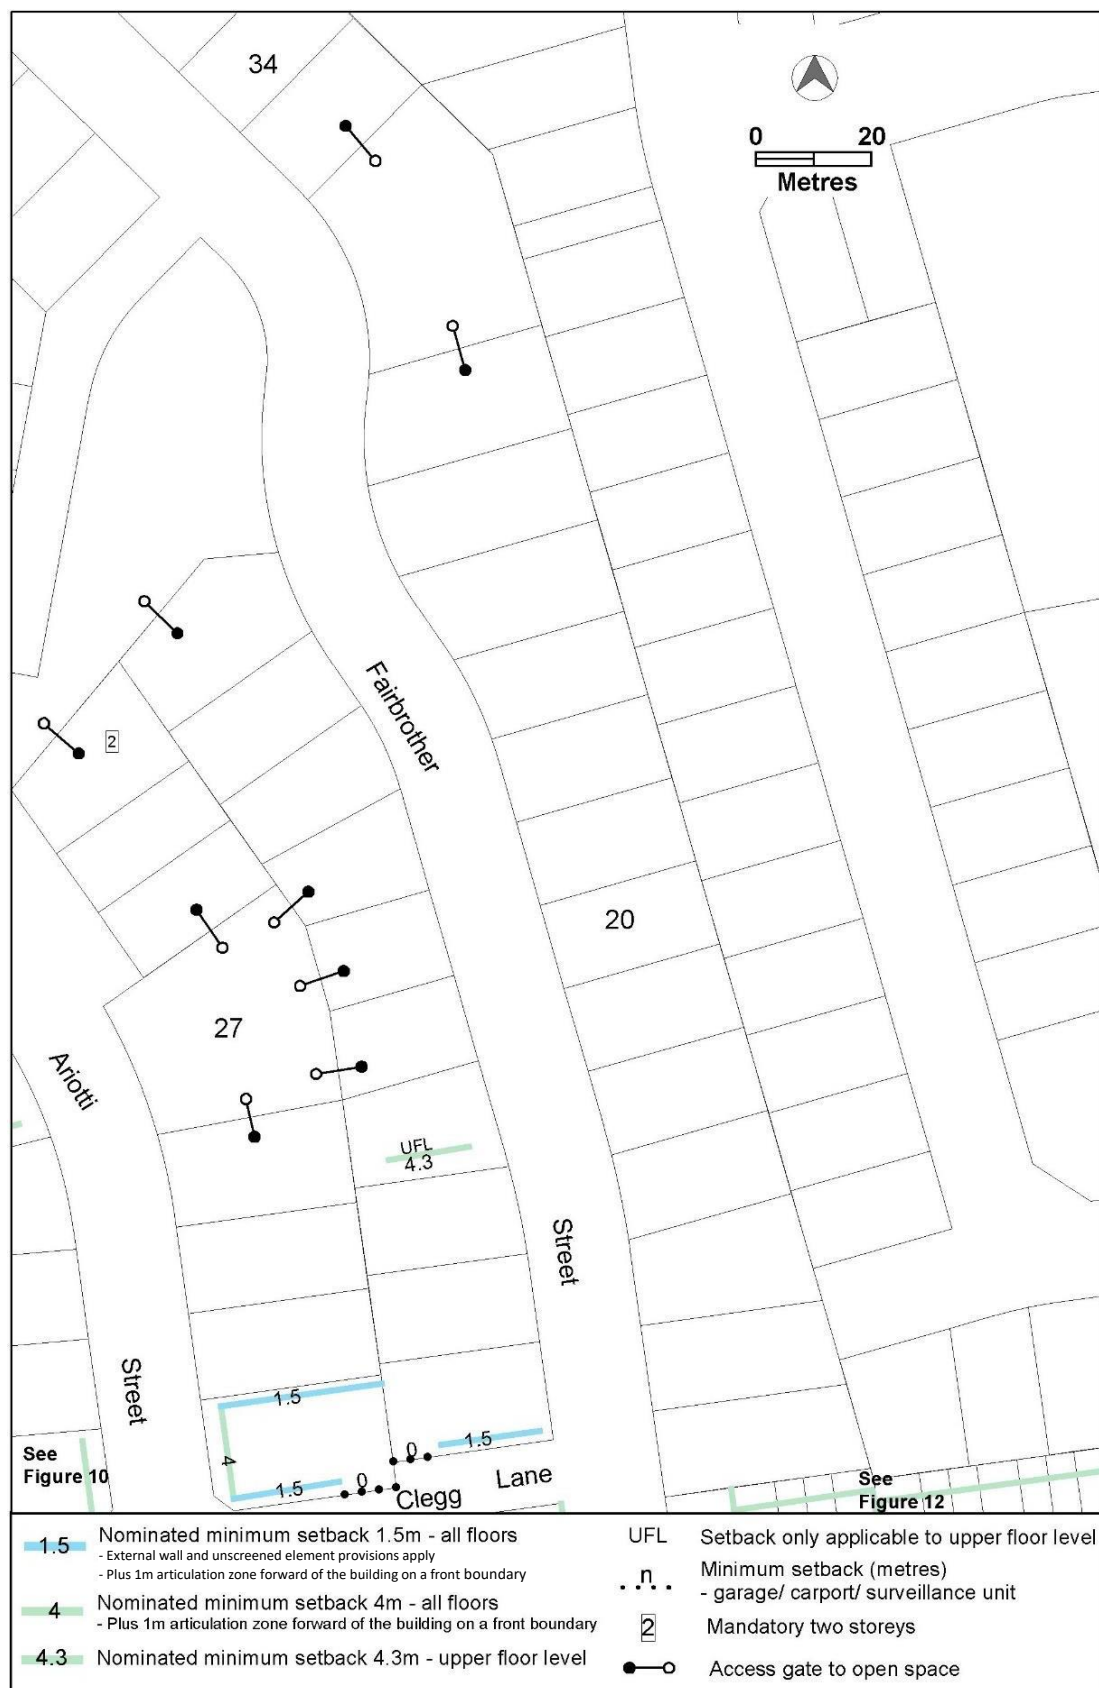 34
0 20
Metres
Fairbrother
2
20
27
Ariotti
UFL
4.3
Street
Street
1.5
4
0
1.5
1.5
0
Clegg Lane
See
Figure 10
See
Figure 12
1.5 Nominated minimum setback 1.5m - all floors
- External wall and unscreened element provisions apply
- Plus 1m articulation zone forward of the building on a front boundary
4 Nominated minimum setback 4m - all floors
- Plus 1m articulation zone forward of the building on a front boundary
4.3 Nominated minimum setback 4.3m - upper floor level
UFL Setback only applicable to upper floor level
n Minimum setback (metres)
- garage/ carport/ surveillance unit
2 Mandatory two storeys
Access gate to open space